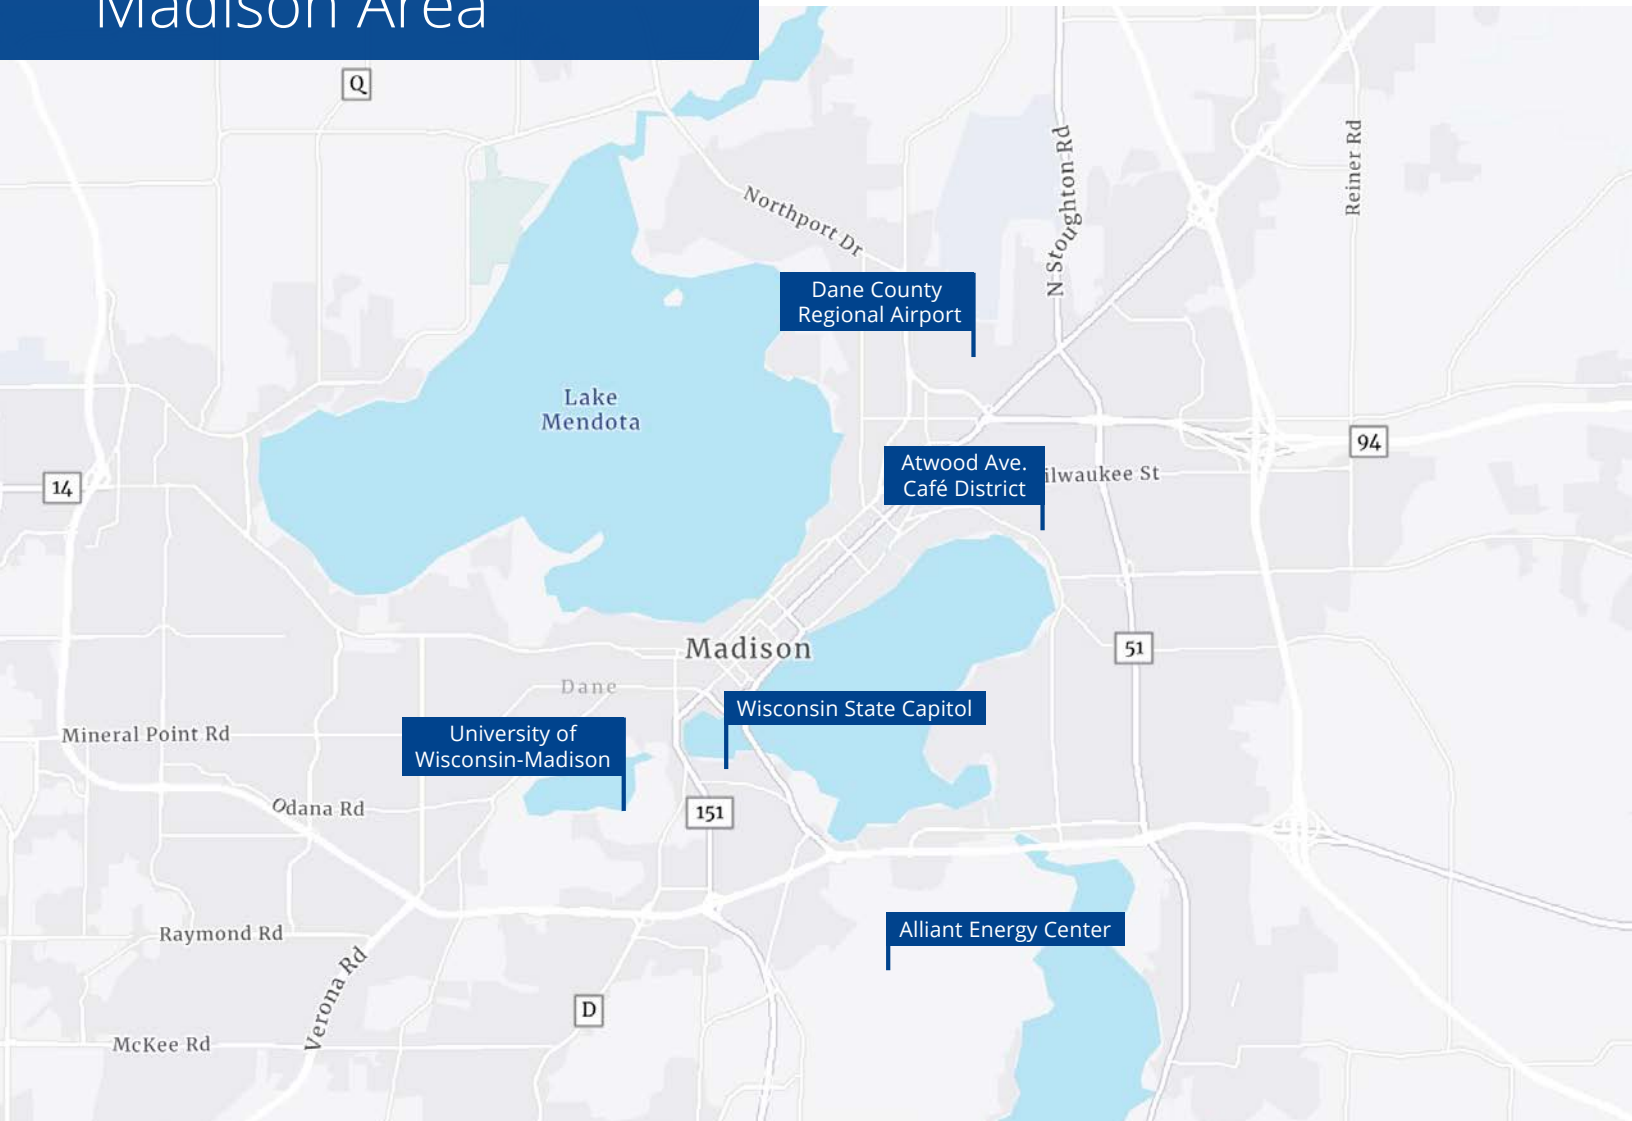 Madison Area
Q
Reiner Rd
N Stoughton Rd
Northport Dr
Dane County
Regional Airport
Lake
Mendota
94
Atwood Ave.
Café District
ilwaukee St
14
Madison
51
Dane
Wisconsin State Capitol
University of
Wisconsin-Madison
Mineral Point Rd
Odana Rd
151
Alliant Energy Center
Raymond Rd
Verona Rd
D
McKee Rd